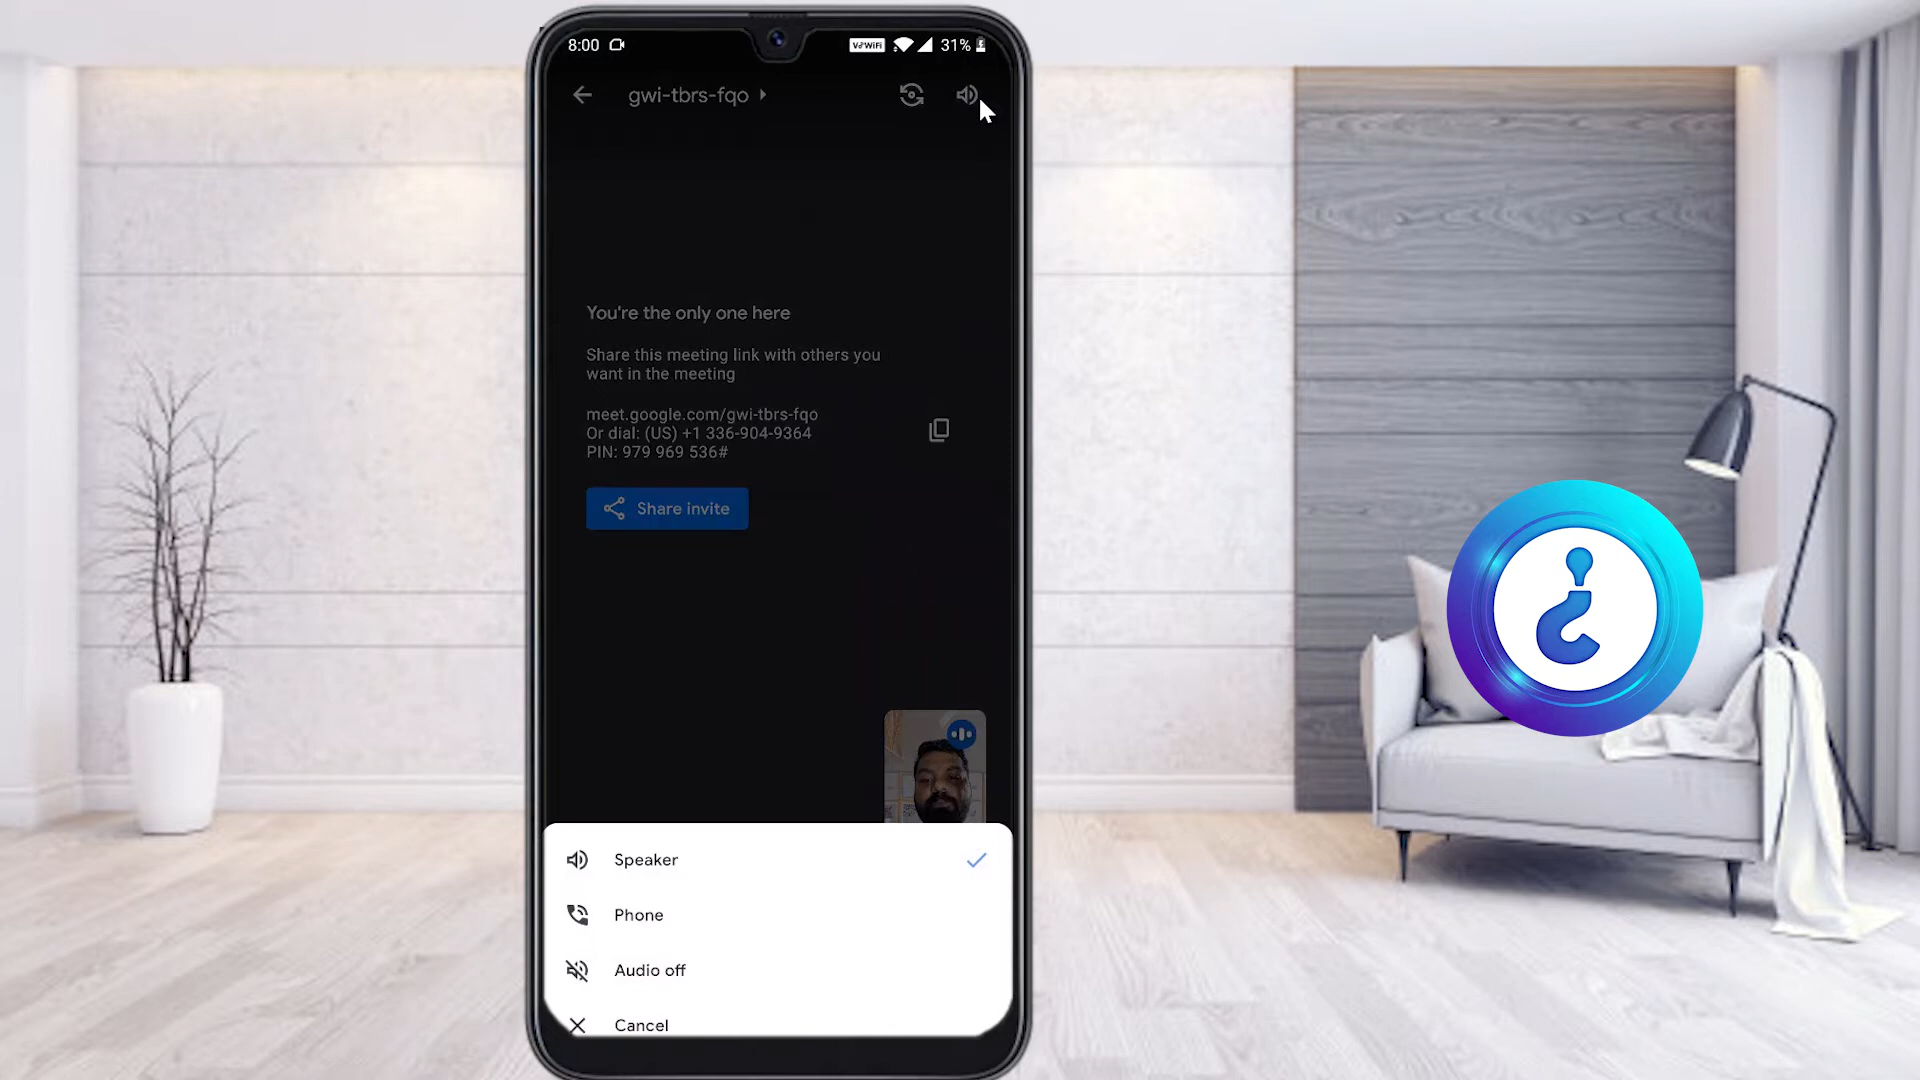 8:00
VoWiFi
31%
gwi-tbrs-fqo
You're the only one here
Share this meeting link with others you
want in the meeting
meet.google.com/gwi-tbrs-fqo
Or dial: (US) +1 336-904-9364
PIN: 979 969 536#
Share invite
Speaker
Phone
Audio off
Cancel